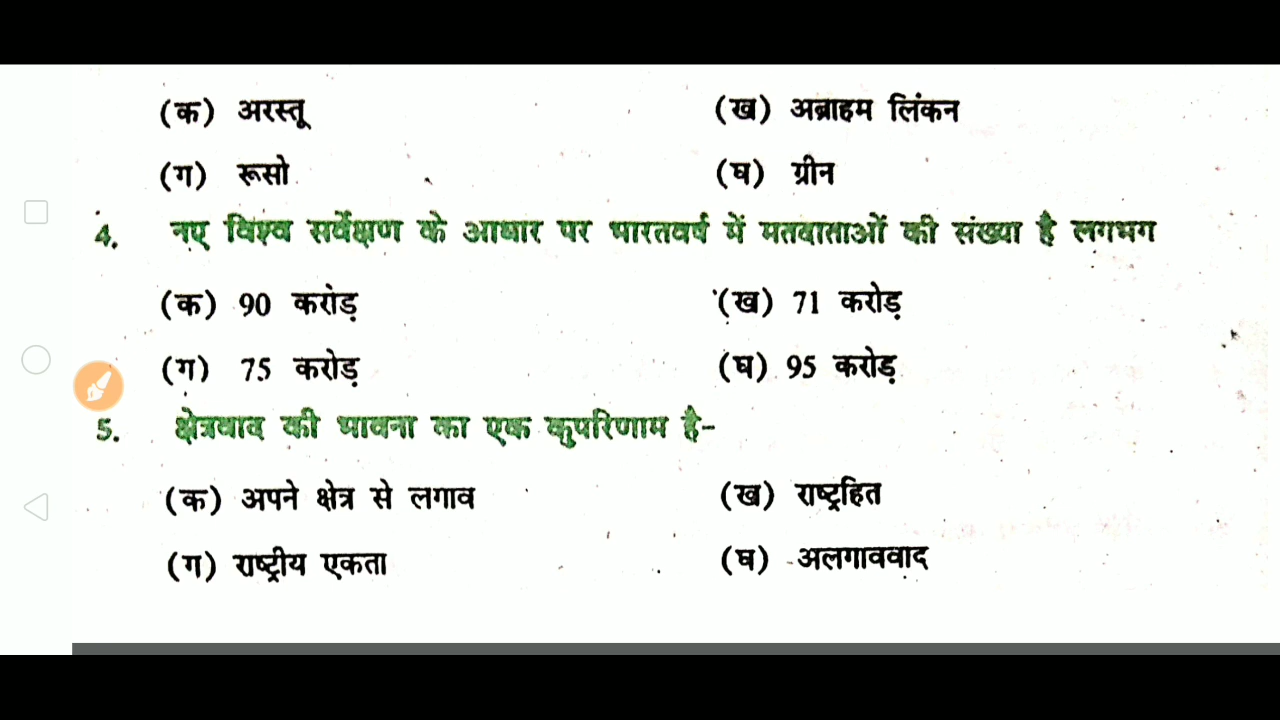 (क) अरस्तू (ख) अब्राहम लिंकन
(ग) रूसो (घ) ग्रीन
4. नए विश्व सर्वेक्षण के आधार पर भारतवर्ष में मतदाताओं की संख्या है लगभग
(क) 90 करोड़ (ख) 71 करोड़
(ग) 75 करोड़ (घ) 95 करोड़
5. क्षेत्रवाद की भावना का एक कुपरिणाम है-
(क) अपने क्षेत्र से लगाव (ख) राष्ट्रहित
(ग) राष्ट्रीय एकता (घ) अलगाववाद